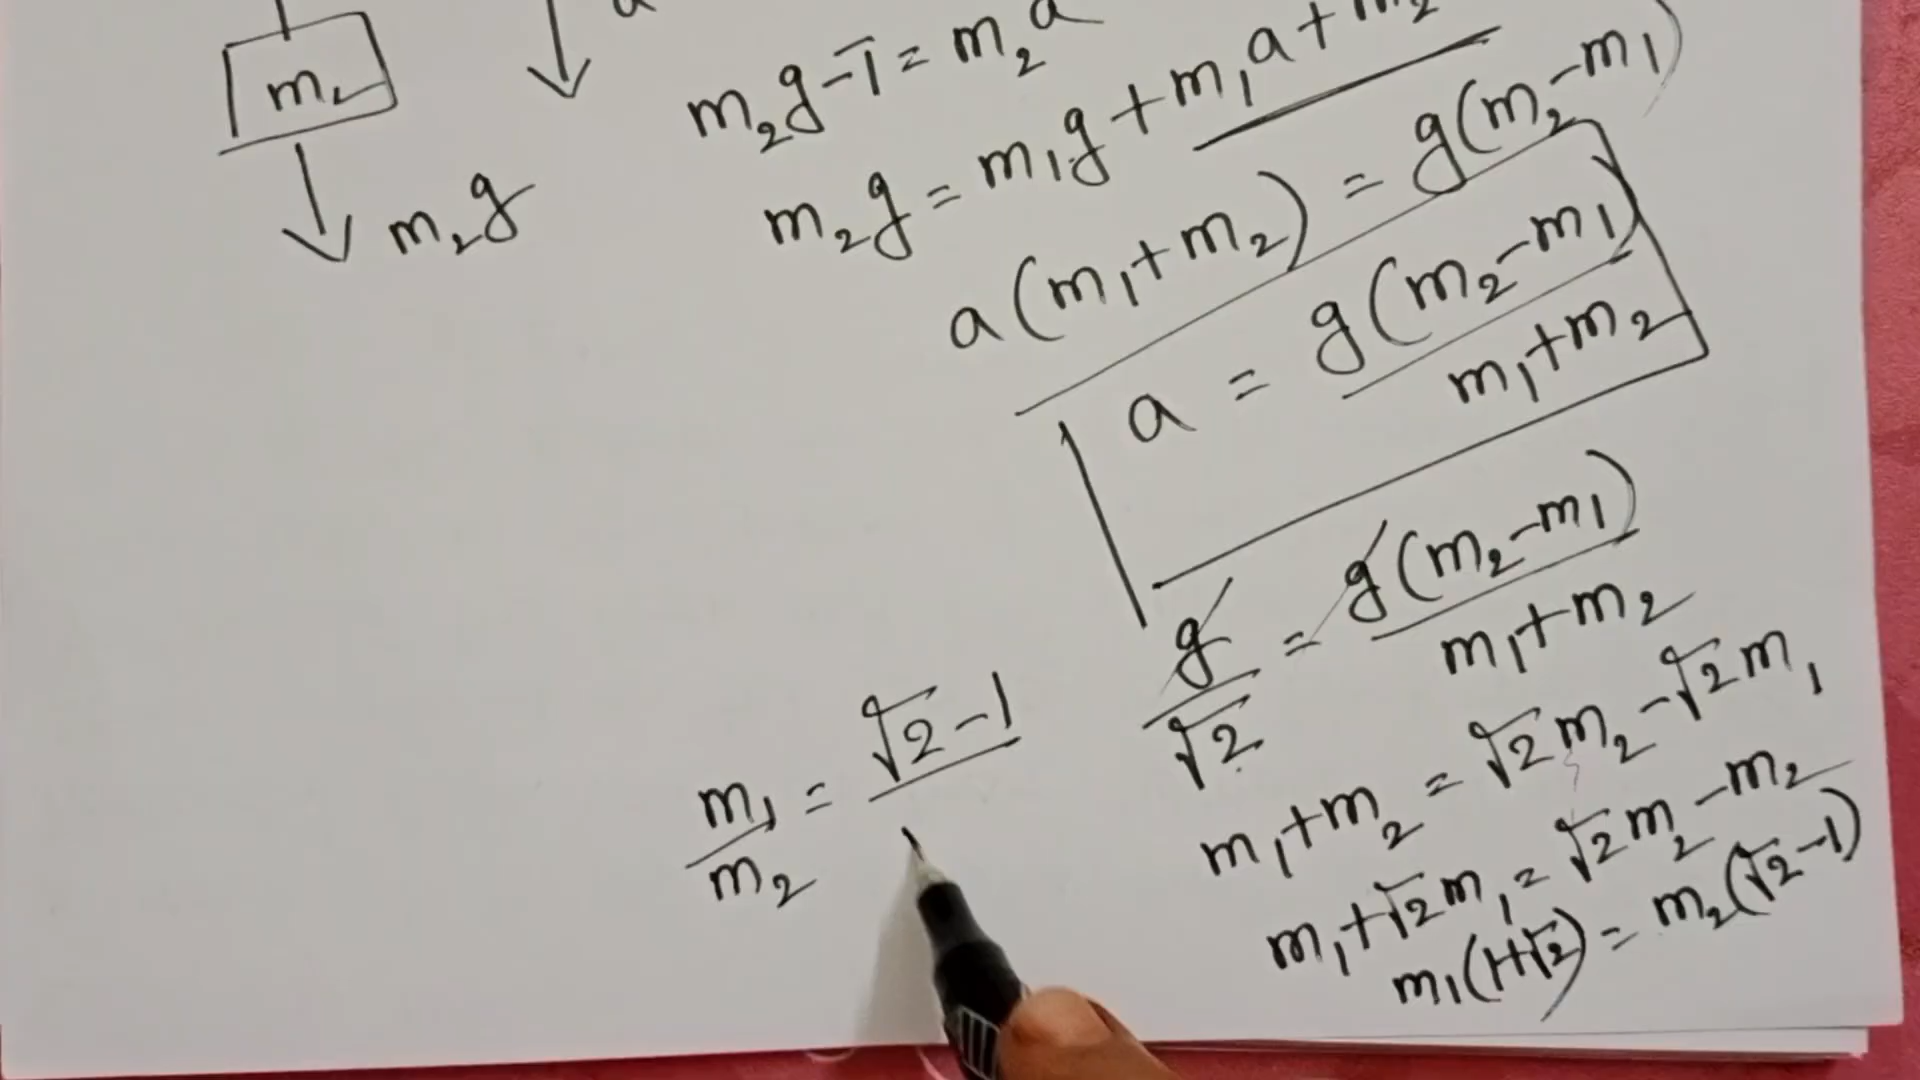 a
m₂
m₂g
m₂g-T = m₂a
m₂g = m₁g + m₁a + m₂
a(m₁+m₂) = g(m₂-m₁)
a = g(m₂-m₁) / m₁+m₂
g/√2 = g(m₂-m₁) / m₁+m₂
m₁+m₂ = √2m₂-√2m₁
m₁+√2m₁ = √2m₂-m₂
m₁(1+√2) = m₂(√2-1)
m₁/m₂ = √2-1